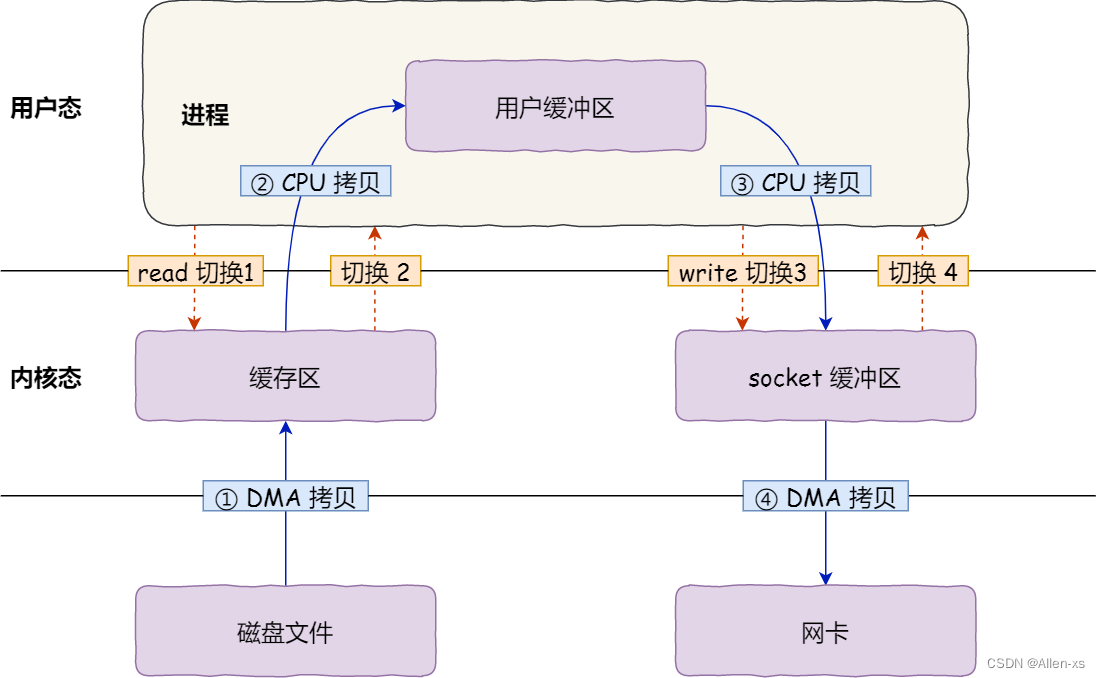 用户态
进程
用户缓冲区
② CPU 拷贝
③ CPU 拷贝
read 切换1
切换 2
write 切换3
切换 4
内核态
缓存区
socket 缓冲区
① DMA 拷贝
④ DMA 拷贝
磁盘文件
网卡
CSDN @Allen-xs